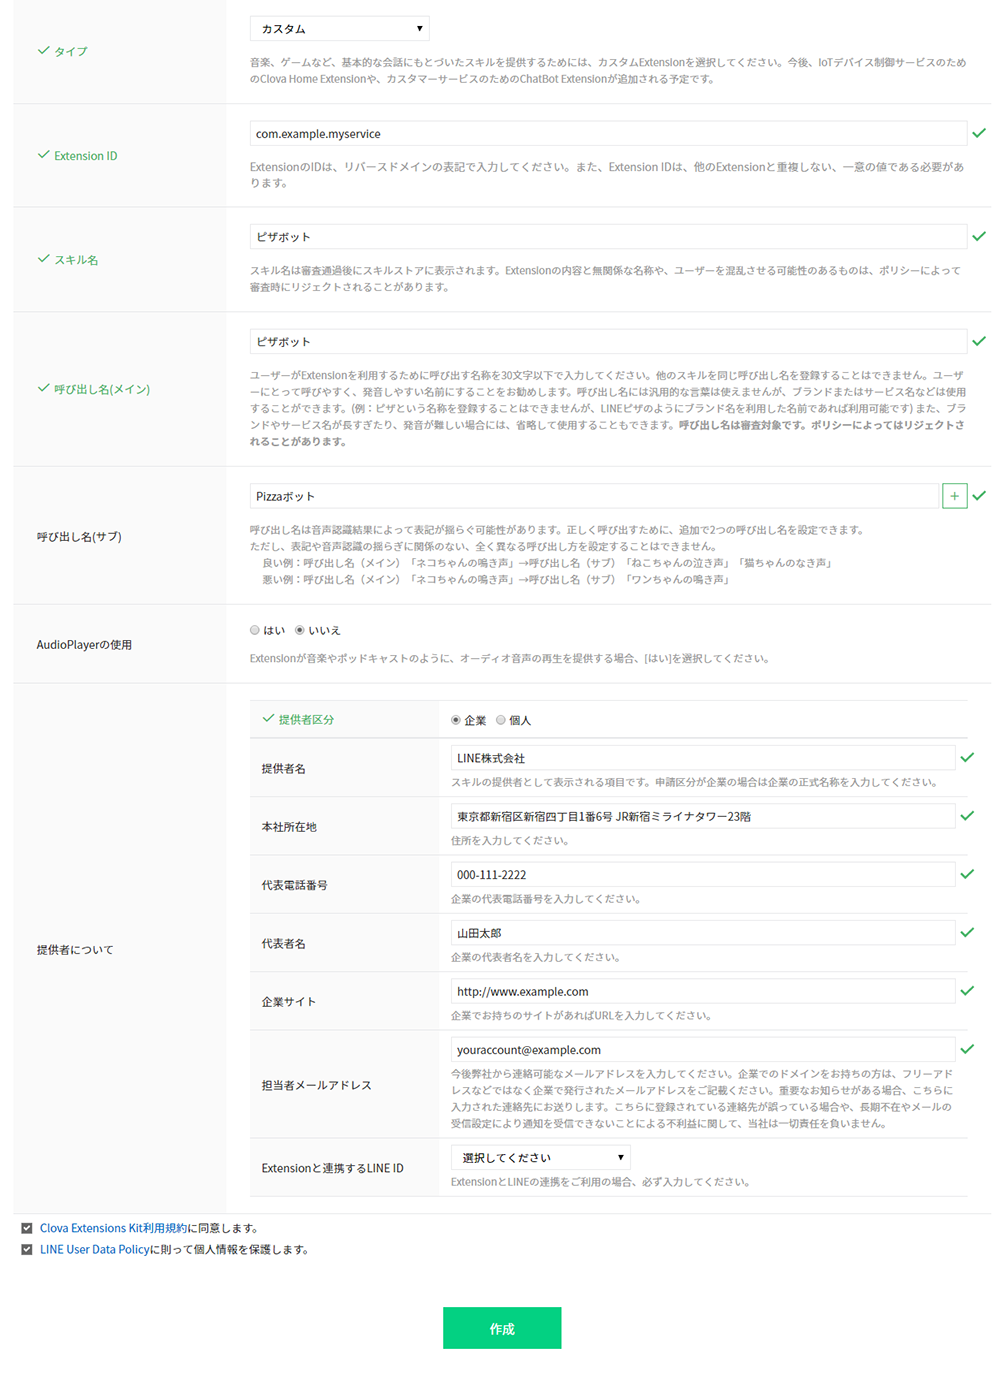 タイプ
カスタム
音楽、ゲームなど、基本的な会話にもとづいたスキルを提供するためには、カスタムExtensionを選択してください。今後、IoTデバイス制御サービスのため
のClova Home Extensionや、カスタマーサービスのためのChatBot Extensionが追加される予定です。
Extension ID
com.example.myservice
ExtensionのIDは、リバースドメインの表記で入力してください。また、Extension IDは、他のExtensionと重複しない、一意の値である必要があ
ります。
スキル名
ピザボット
スキル名は審査通過後にスキルストアに表示されます。Extensionの内容と無関係な名称や、ユーザーを混乱させる可能性のあるものは、ポリシーによって
審査時にリジェクトされることがあります。
呼び出し名(メイン)
ピザボット
ユーザーがExtensionを利用するために呼び出す名称を30文字以下で入力してください。他のスキルを同じ呼び出し名を登録することはできません。ユーザ
ーにとって呼びやすく、発音しやすい名前にすることをお勧めします。呼び出し名には汎用的な言葉は使えませんが、ブランドまたはサービス名などは使用
することができます。(例：ピザという名称を登録することはできませんが、LINEピザのようにブランド名を利用した名前であれば利用可能です) また、ブラ
ンドやサービス名が長すぎたり、発音が難しい場合には、省略して使用することもできます。呼び出し名は審査対象です。ポリシーによってはリジェクトさ
れることがあります。
呼び出し名(サブ)
Pizzaボット
+
呼び出し名は音声認識結果によって表記が揺らぐ可能性があります。正しく呼び出すために、追加で2つの呼び出し名を設定できます。
ただし、表記や音声認識の揺らぎに関係のない、全く異なる呼び出し方を設定することはできません。
良い例：呼び出し名（メイン）「ネコちゃんの鳴き声」→呼び出し名（サブ）「ねこちゃんの泣き声」「猫ちゃんのなき声」
悪い例：呼び出し名（メイン）「ネコちゃんの鳴き声」→呼び出し名（サブ）「ワンちゃんの鳴き声」
AudioPlayerの使用
はい いいえ
Extensionが音楽やポッドキャストのように、オーディオ音声の再生を提供する場合、[はい]を選択してください。
提供者について
提供者区分
企業 個人
提供者名
LINE株式会社
スキルの提供者として表示される項目です。申請区分が企業の場合は企業の正式名称を入力してください。
本社所在地
東京都新宿区新宿四丁目1番6号 JR新宿ミライナタワー23階
住所を入力してください。
代表電話番号
000-111-2222
企業の代表電話番号を入力してください。
代表者名
山田太郎
企業の代表者名を入力してください。
企業サイト
http://www.example.com
企業でお持ちのサイトがあればURLを入力してください。
担当者メールアドレス
youraccount@example.com
今後弊社から連絡可能なメールアドレスを入力してください。企業でのドメインをお持ちの方は、フリーアド
レスなどではなく企業で発行されたメールアドレスをご記載ください。重要なお知らせがある場合、こちらに
入力された連絡先にお送りします。こちらに登録されている連絡先が誤っている場合や、長期不在やメールの
受信設定により通知を受信できないことによる不利益に関して、当社は一切責任を負いません。
Extensionと連携するLINE ID
選択してください
ExtensionとLINEの連携をご利用の場合、必ず入力してください。
Clova Extensions Kit利用規約に同意します。
LINE User Data Policyに則って個人情報を保護します。
作成